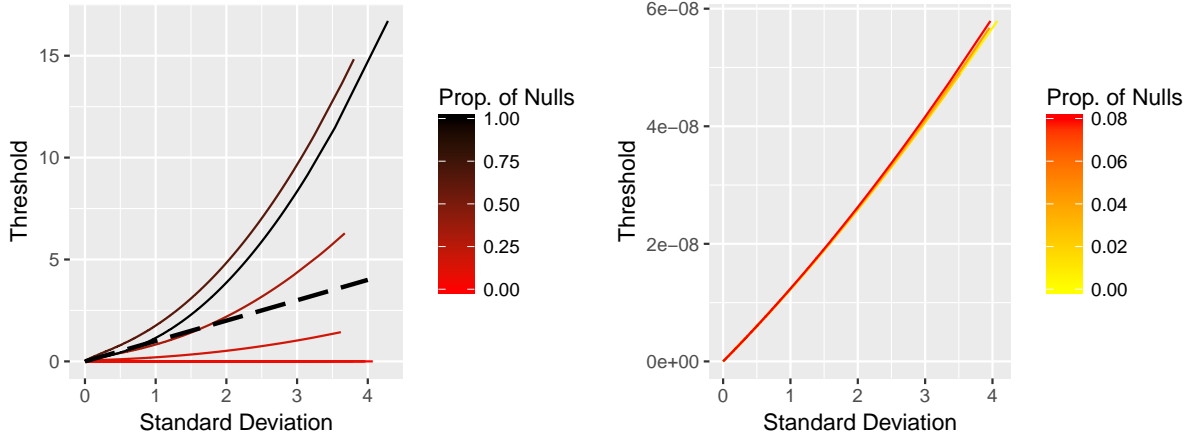 15
10
5
0
0
1
2
3
4
Threshold
Standard Deviation
Prop. of Nulls
1.00
0.75
0.50
0.25
0.00
6e−08
4e−08
2e−08
0e+00
0
1
2
3
4
Threshold
Standard Deviation
Prop. of Nulls
0.08
0.06
0.04
0.02
0.00